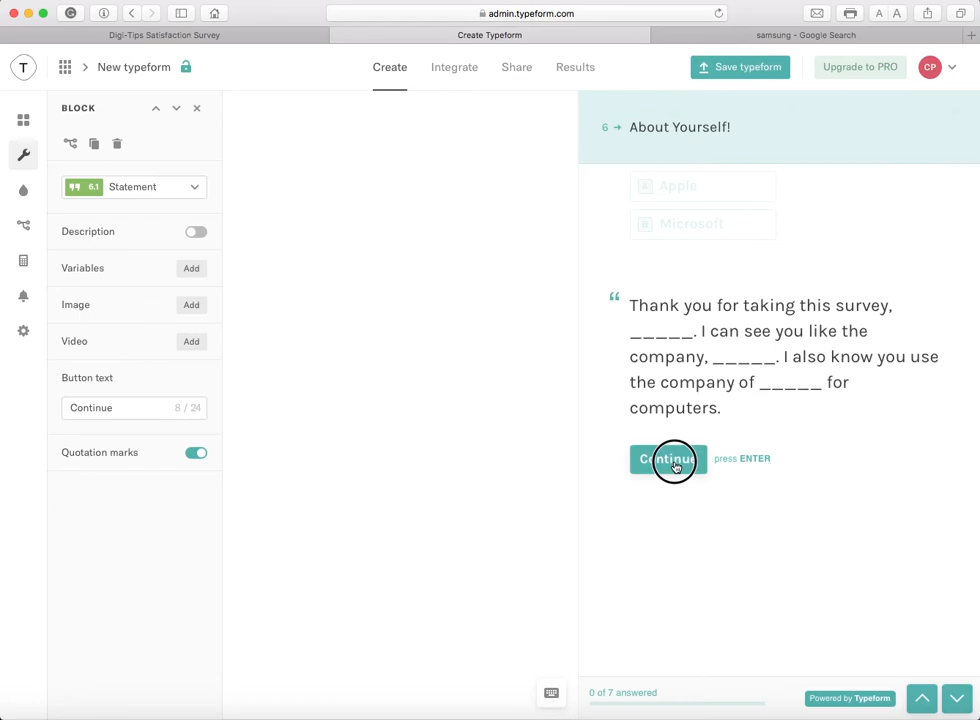 admin.typeform.com
A A
Digi-Tips Satisfaction Survey
Create Typeform
samsung - Google Search
T
New typeform
Create
Integrate
Share
Results
Save typeform
Upgrade to PRO
CP
BLOCK
6.1 Statement
Description
Variables
Add
Image
Add
Video
Add
Button text
Continue
8 / 24
Quotation marks
6 → About Yourself!
A Apple
B Microsoft
“ Thank you for taking this survey,
_____. I can see you like the
company, _____. I also know you use
the company of _____ for
computers.
Continue
press ENTER
0 of 7 answered
Powered by Typeform